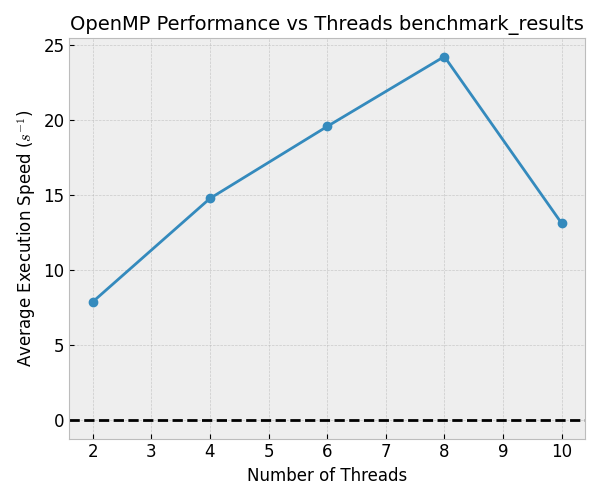 OpenMP Performance vs Threads benchmark_results
25
20
15
10
5
0
Average Execution Speed (s⁻¹)
2 3 4 5 6 7 8 9 10
Number of Threads